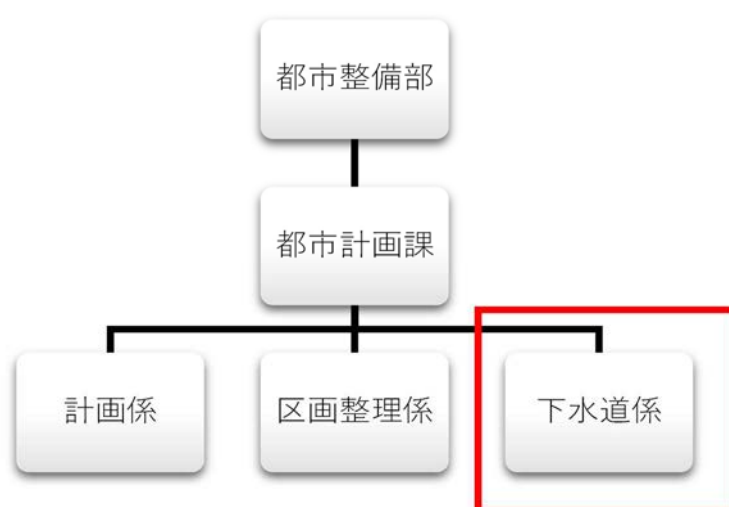 都市整備部
都市計画課
計画係
区画整理係
下水道係